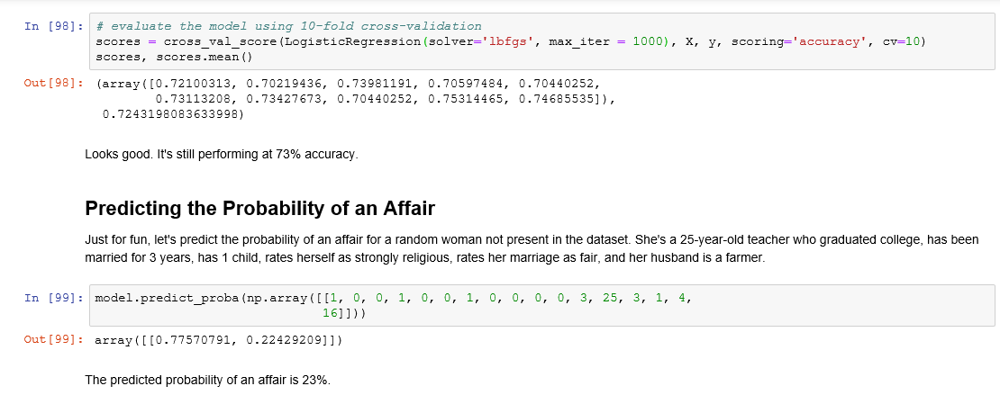 In [98]: # evaluate the model using 10-fold cross-validation
scores = cross_val_score(LogisticRegression(solver='lbfgs', max_iter = 1000), X, y, scoring='accuracy', cv=10)
scores, scores.mean()
Out[98]: (array([0.72100313, 0.70219436, 0.73981191, 0.70597484, 0.70440252,
0.73113208, 0.73427673, 0.70440252, 0.75314465, 0.74685535]),
0.7243198083633998)
Looks good. It's still performing at 73% accuracy.
Predicting the Probability of an Affair
Just for fun, let's predict the probability of an affair for a random woman not present in the dataset. She's a 25-year-old teacher who graduated college, has been
married for 3 years, has 1 child, rates herself as strongly religious, rates her marriage as fair, and her husband is a farmer.
In [99]: model.predict_proba(np.array([[1, 0, 0, 1, 0, 0, 1, 0, 0, 0, 0, 3, 25, 3, 1, 4,
16]]))
Out[99]: array([[0.77570791, 0.22429209]])
The predicted probability of an affair is 23%.